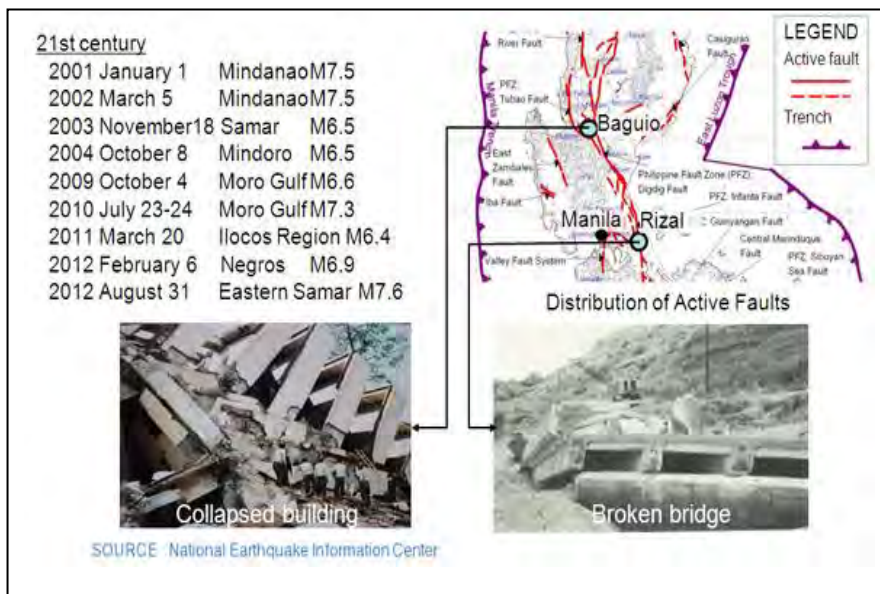 21st century
2001 January 1 Mindanao M7.5
2002 March 5 Mindanao M7.5
2003 November18 Samar M6.5
2004 October 8 Mindoro M6.5
2009 October 4 Moro Gulf M6.6
2010 July 23-24 Moro Gulf M7.3
2011 March 20 Ilocos Region M6.4
2012 February 6 Negros M6.9
2012 August 31 Eastern Samar M7.6
River Fault
PFZ:
Tubao Fault
Manila Trench
East
Zambales
Fault
Iba Fault
Baguio
Casiguran
Fault
East Luzon Trough
Philippine Fault Zone (PFZ):
Digdig Fault
PFZ: Infanta Fault
Manila
Rizal
Central Marinduque
Fault
Valley Fault System
PFZ: Sibuyan
Sea Fault
LEGEND
Active fault
Trench
Distribution of Active Faults
Collapsed building
Broken bridge
SOURCE : National Earthquake Information Center